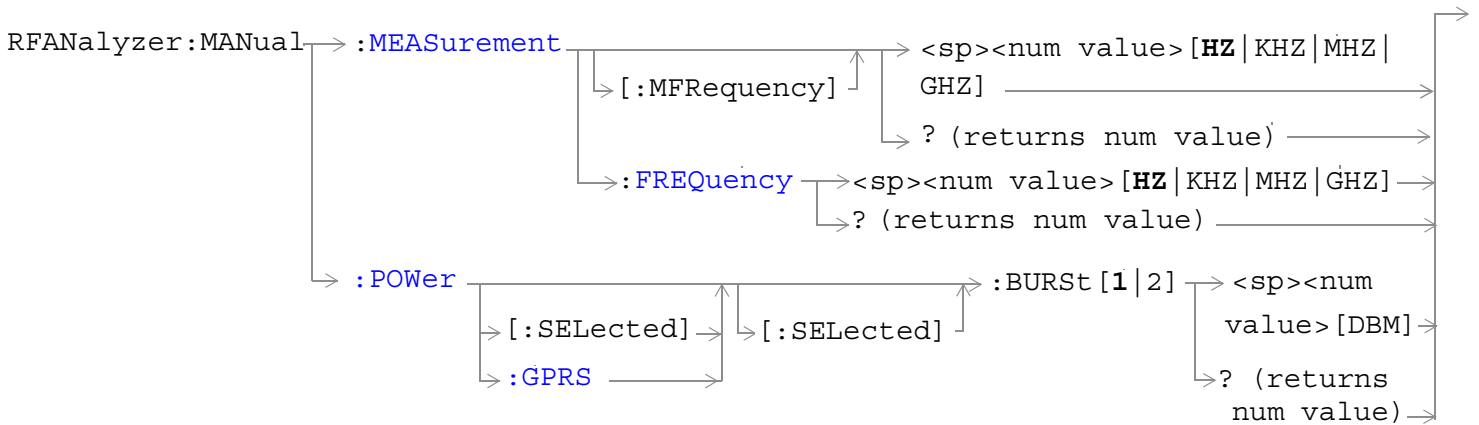 RFANalyzer:MANual :MEASurement <sp><num value>[HZ|KHZ|MHZ|
[:MFRequency] GHZ]
? (returns num value)
:FREQuency <sp><num value>[HZ|KHZ|MHZ|GHZ]
? (returns num value)
:POWer :BURSt[1|2] <sp><num
[:SELected] [:SELected] value>[DBM]
:GPRS ? (returns
num value)